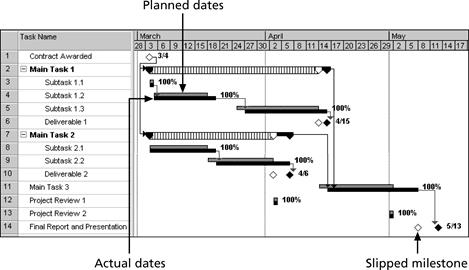 Planned dates
Task Name
March April May
28 3 6 9 12 15 18 21 24 27 30 2 5 8 11 14 17 20 23 26 29 2 5 8 11 14 17
1 Contract Awarded 3/4
2 Main Task 1
3 Subtask 1.1 100%
4 Subtask 1.2 100%
5 Subtask 1.3 100%
6 Deliverable 1 4/15
7 Main Task 2
8 Subtask 2.1 100%
9 Subtask 2.2 100%
10 Deliverable 2 4/6
11 Main Task 3 100%
12 Project Review 1 100%
13 Project Review 2 100%
14 Final Report and Presentation 5/13
Actual dates
Slipped milestone